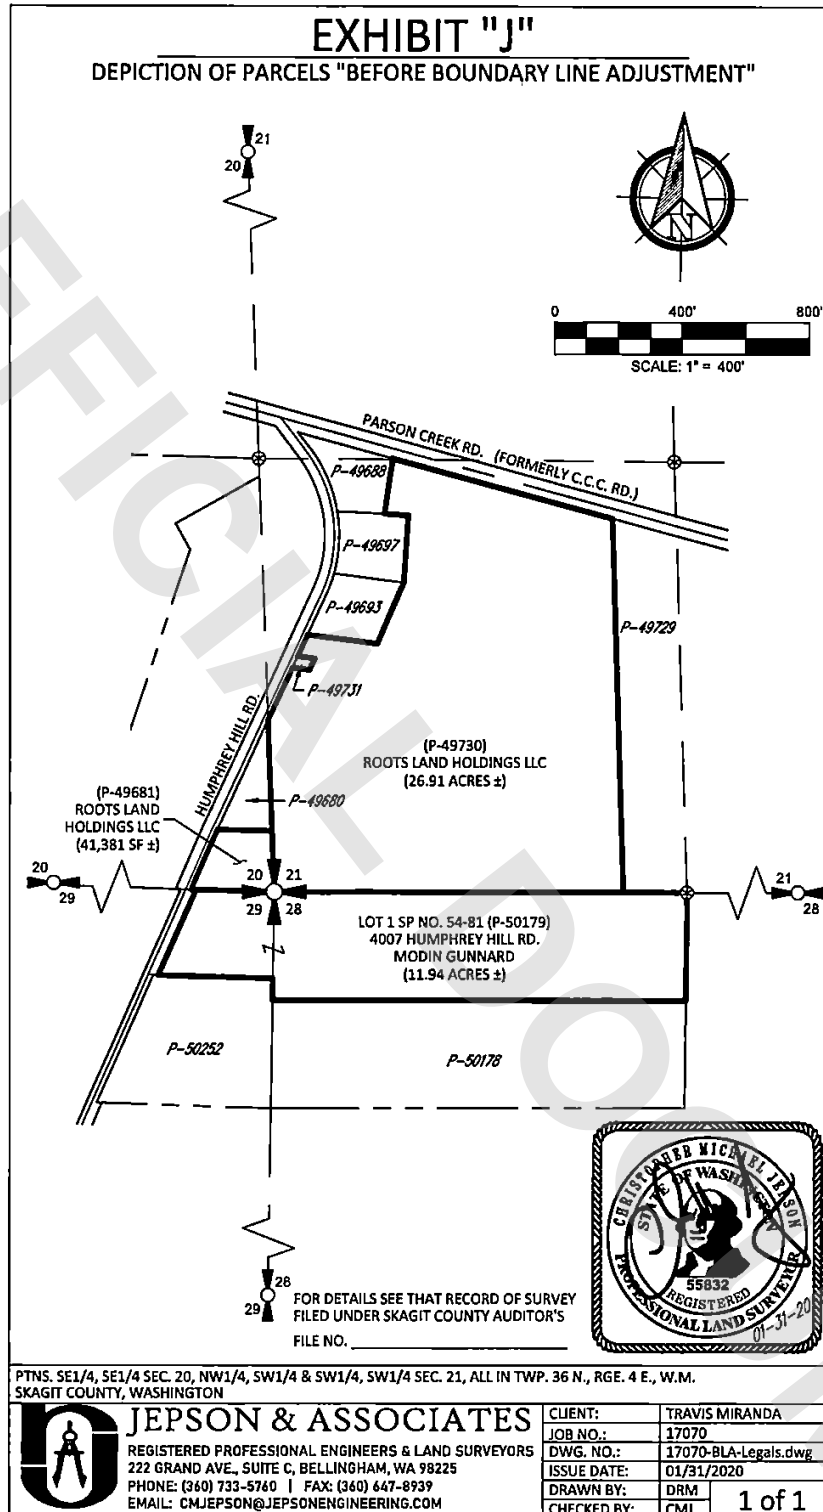 EXHIBIT "J"
DEPICTION OF PARCELS "BEFORE BOUNDARY LINE ADJUSTMENT"
21
20
N
0 400' 800'
SCALE: 1" = 400'
PARSON CREEK RD. (FORMERLY C.C.C. RD.)
P-49688
P-49697
P-49693
P-49729
P-49731
HUMPHREY HILL RD.
(P-49730)
ROOTS LAND HOLDINGS LLC
(26.91 ACRES ±)
(P-49681)
ROOTS LAND
HOLDINGS LLC
(41,381 SF ±)
P-49680
20
29
20 21
29 28
21
28
LOT 1 SP NO. 54-81 (P-50179)
4007 HUMPHREY HILL RD.
MODIN GUNNARD
(11.94 ACRES ±)
Z
P-50252
P-50178
28
29
FOR DETAILS SEE THAT RECORD OF SURVEY
FILED UNDER SKAGIT COUNTY AUDITOR'S
FILE NO.
CHRISTOPHER MICHAEL JEPSON
STATE OF WASHINGTON
55832
REGISTERED
PROFESSIONAL LAND SURVEYOR
01-31-20
PTNS. SE1/4, SE1/4 SEC. 20, NW1/4, SW1/4 & SW1/4, SW1/4 SEC. 21, ALL IN TWP. 36 N., RGE. 4 E., W.M.
SKAGIT COUNTY, WASHINGTON
JEPSON & ASSOCIATES
REGISTERED PROFESSIONAL ENGINEERS & LAND SURVEYORS
222 GRAND AVE., SUITE C, BELLINGHAM, WA 98225
PHONE: (360) 733-5760 | FAX: (360) 647-8939
EMAIL: CMJEPSON@JEPSONENGINEERING.COM
CLIENT: TRAVIS MIRANDA
JOB NO.: 17070
DWG. NO.: 17070-BLA-Legals.dwg
ISSUE DATE: 01/31/2020
DRAWN BY: DRM
CHECKED BY: CMJ
1 of 1